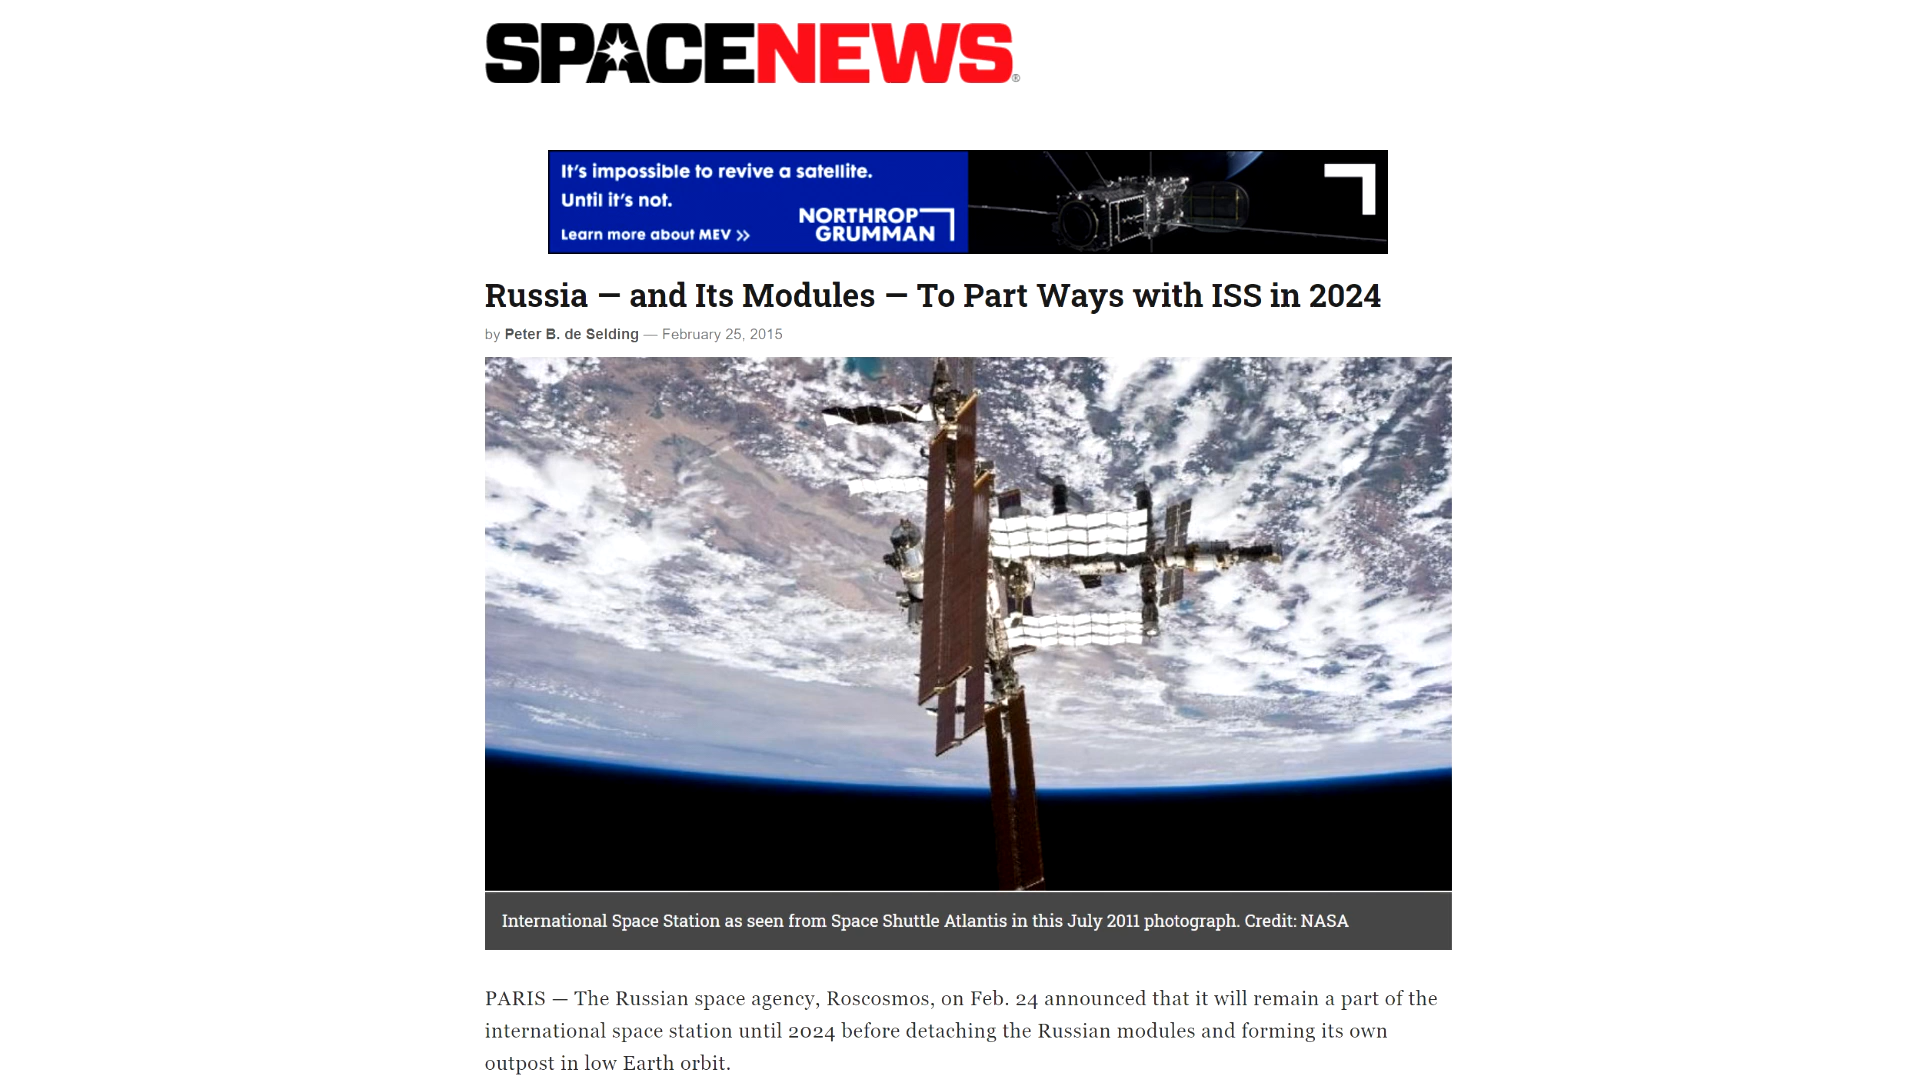 SPACENEWS®
It's impossible to revive a satellite.
Until it's not.
Learn more about MEV >>
NORTHROP
GRUMMAN
Russia — and Its Modules — To Part Ways with ISS in 2024
by Peter B. de Selding — February 25, 2015
International Space Station as seen from Space Shuttle Atlantis in this July 2011 photograph. Credit: NASA
PARIS — The Russian space agency, Roscosmos, on Feb. 24 announced that it will remain a part of the
international space station until 2024 before detaching the Russian modules and forming its own
outpost in low Earth orbit.